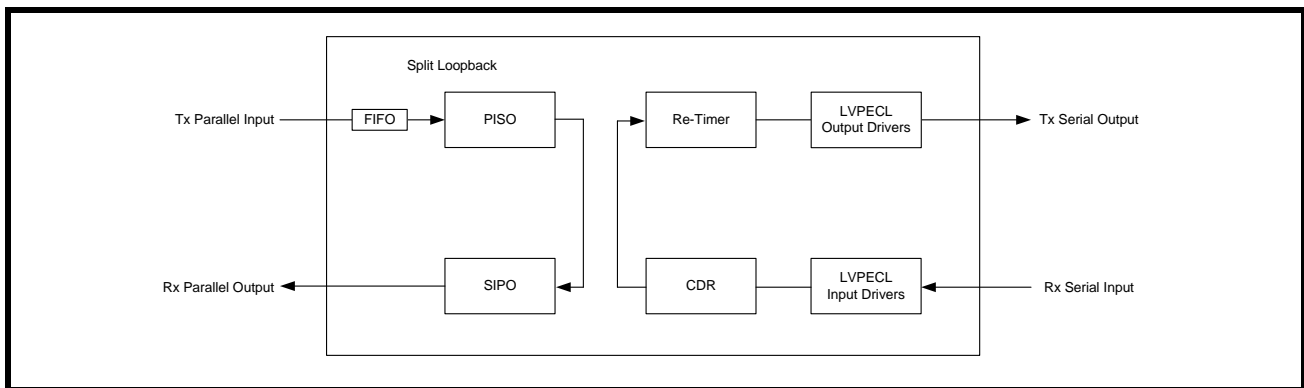 Split Loopback
Tx Parallel Input
FIFO
PISO
Re-Timer
LVPECL
Output Drivers
Tx Serial Output
Rx Parallel Output
SIPO
CDR
LVPECL
Input Drivers
Rx Serial Input